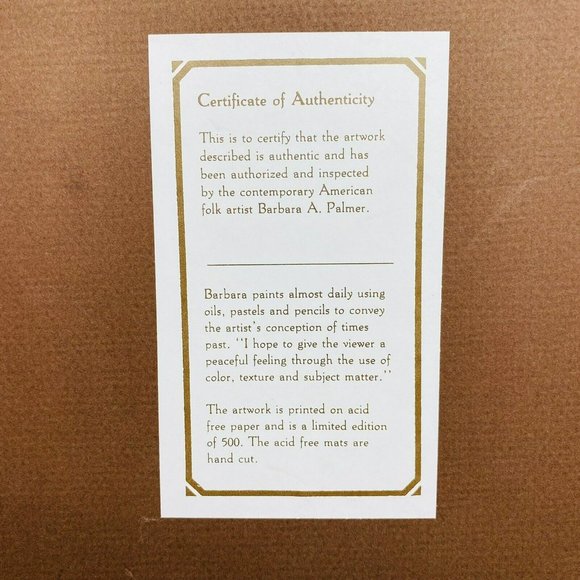 Certificate of Authenticity
This is to certify that the artwork
described is authentic and has
been authorized and inspected
by the contemporary American
folk artist Barbara A. Palmer.
Barbara paints almost daily using
oils, pastels and pencils to convey
the artist's conception of times
past. ''I hope to give the viewer a
peaceful feeling through the use of
color, texture and subject matter.''
The artwork is printed on acid
free paper and is a limited edition
of 500. The acid free mats are
hand cut.